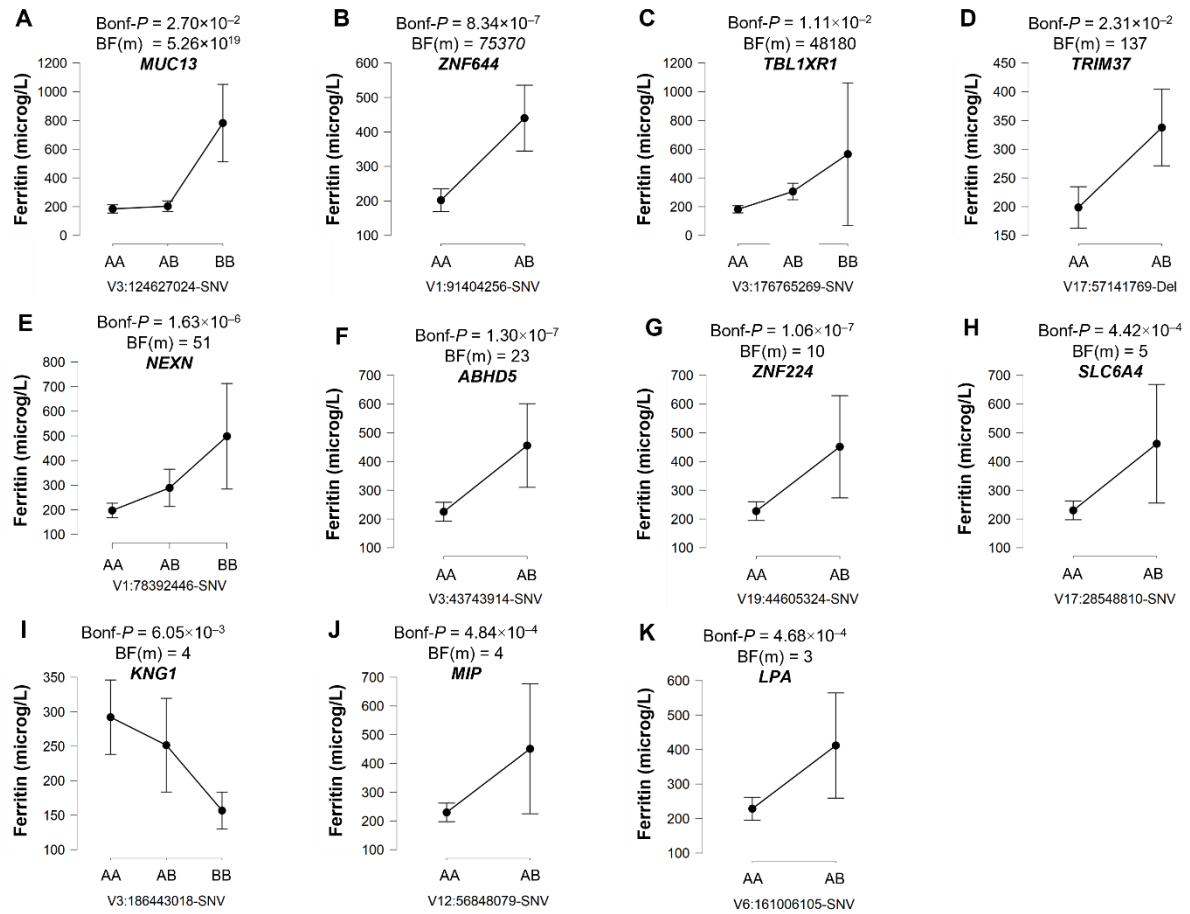 A
Bonf-P = 2.70×10⁻²
BF(m) = 5.26×10¹⁹
MUC13
Ferritin (microg/L)
1200
1000
800
600
400
200
0
AA AB BB
V3:124627024-SNV
B
Bonf-P = 8.34×10⁻⁷
BF(m) = 75370
ZNF644
Ferritin (microg/L)
600
500
400
300
200
100
AA AB
V1:91404256-SNV
C
Bonf-P = 1.11×10⁻²
BF(m) = 48180
TBL1XR1
Ferritin (microg/L)
1200
1000
800
600
400
200
0
AA AB BB
V3:176765269-SNV
D
Bonf-P = 2.31×10⁻²
BF(m) = 137
TRIM37
Ferritin (microg/L)
450
400
350
300
250
200
150
AA AB
V17:57141769-Del
E
Bonf-P = 1.63×10⁻⁶
BF(m) = 51
NEXN
Ferritin (microg/L)
800
700
600
500
400
300
200
100
AA AB BB
V1:78392446-SNV
F
Bonf-P = 1.30×10⁻⁷
BF(m) = 23
ABHD5
Ferritin (microg/L)
700
600
500
400
300
200
100
AA AB
V3:43743914-SNV
G
Bonf-P = 1.06×10⁻⁷
BF(m) = 10
ZNF224
Ferritin (microg/L)
700
600
500
400
300
200
100
AA AB
V19:44605324-SNV
H
Bonf-P = 4.42×10⁻⁴
BF(m) = 5
SLC6A4
Ferritin (microg/L)
700
600
500
400
300
200
100
AA AB
V17:28548810-SNV
I
Bonf-P = 6.05×10⁻³
BF(m) = 4
KNG1
Ferritin (microg/L)
350
300
250
200
150
100
AA AB BB
V3:186443018-SNV
J
Bonf-P = 4.84×10⁻⁴
BF(m) = 4
MIP
Ferritin (microg/L)
700
600
500
400
300
200
100
AA AB
V12:56848079-SNV
K
Bonf-P = 4.68×10⁻⁴
BF(m) = 3
LPA
Ferritin (microg/L)
600
500
400
300
200
100
AA AB
V6:161006105-SNV